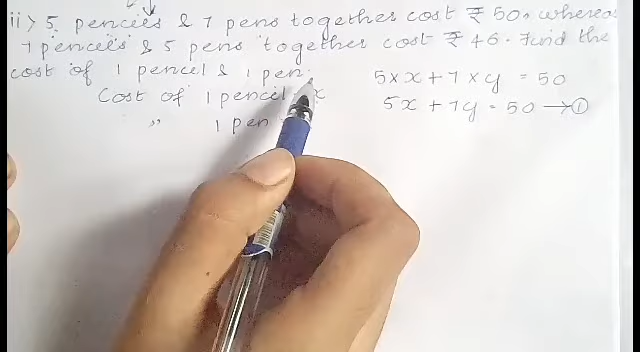 ii > 5 pencils & 7 pens together cost ₹ 50. whereas
7 pencils & 5 pens together cost ₹ 46. Find the
cost of 1 pencil & 1 pen.
Cost of 1 pencil x
" 1 pen
5 x x + 7 x y = 50
5x + 7y = 50 → ①